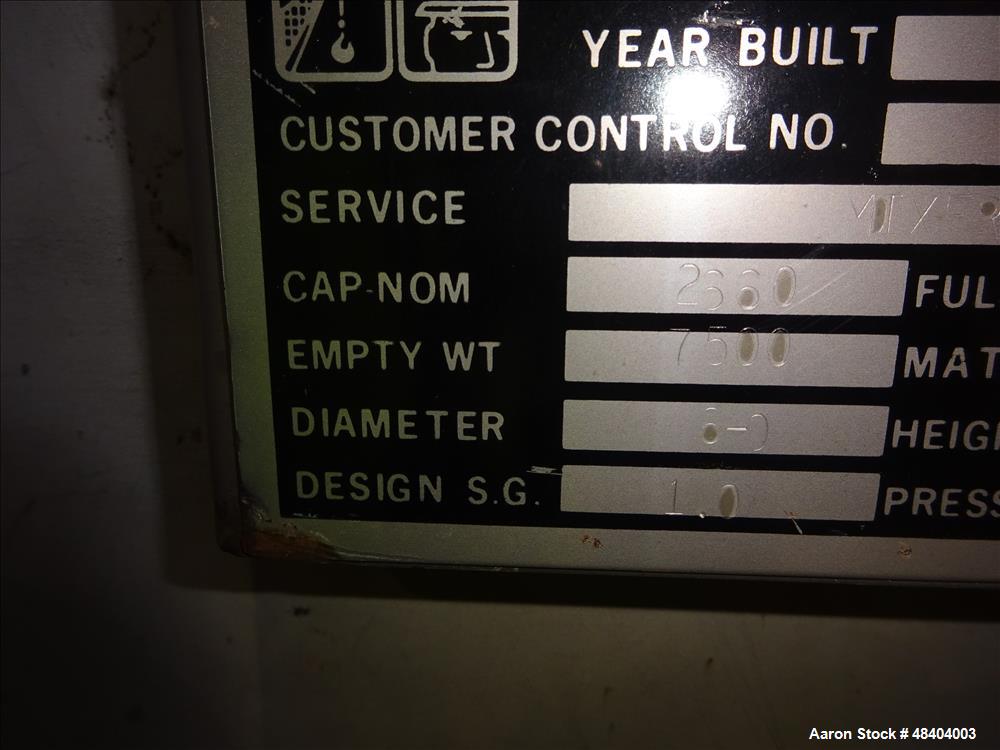 YEAR BUILT
CUSTOMER CONTROL NO.
SERVICE
CAP-NOM 2660 FUL
EMPTY WT 7500 MAT
DIAMETER 6-0 HEIG
DESIGN S.G. 1.0 PRESS
Aaron Stock # 48404003